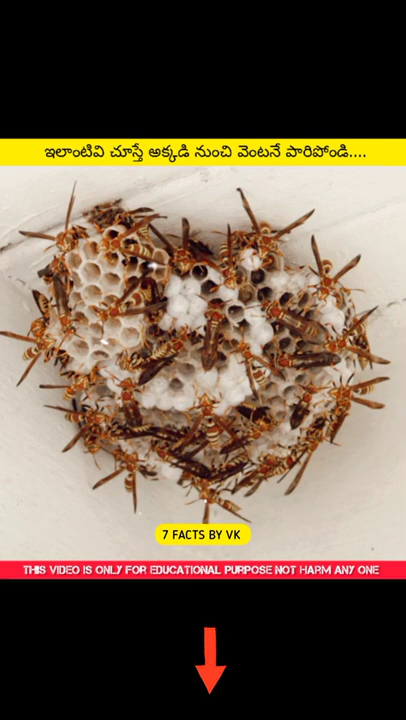 ఇలాంటివి చూస్తే అక్కడి నుంచి వెంటనే పారిపోండి....
7 FACTS BY VK
THIS VIDEO IS ONLY FOR EDUCATIONAL PURPOSE NOT HARM ANY ONE